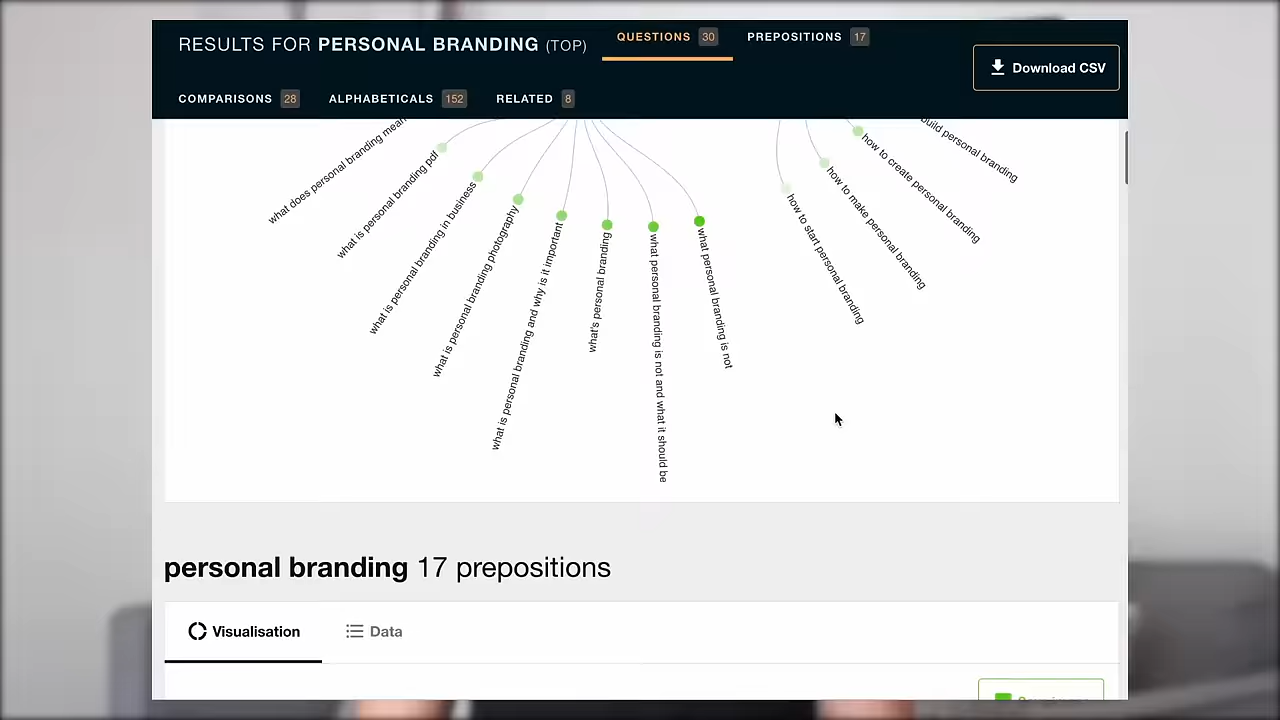 RESULTS FOR PERSONAL BRANDING (TOP)
QUESTIONS 30
PREPOSITIONS 17
Download CSV
COMPARISONS 28
ALPHABETICALS 152
RELATED 8
what does personal branding mean
what is personal branding pdf
what is personal branding in business
what is personal branding photography
what is personal branding and why is it important
what's personal branding
what personal branding is not and what it should be
what personal branding is not
how to start personal branding
how to make personal branding
how to create personal branding
build personal branding
personal branding 17 prepositions
Visualisation
Data